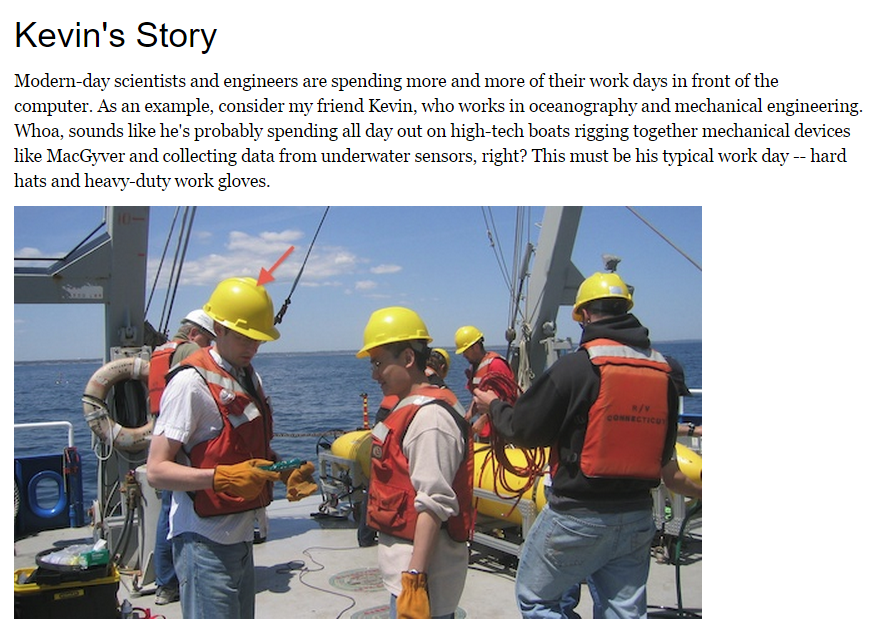 Kevin's Story
Modern-day scientists and engineers are spending more and more of their work days in front of the
computer. As an example, consider my friend Kevin, who works in oceanography and mechanical engineering.
Whoa, sounds like he's probably spending all day out on high-tech boats rigging together mechanical devices
like MacGyver and collecting data from underwater sensors, right? This must be his typical work day -- hard
hats and heavy-duty work gloves.
R/V
CONNECTICUT